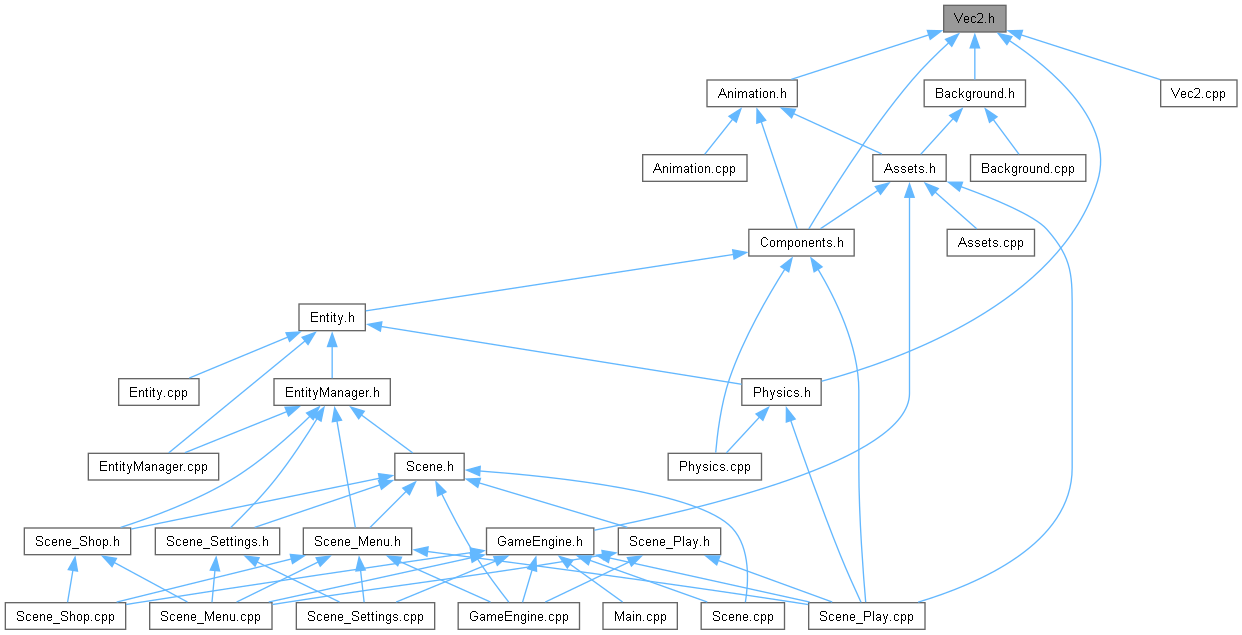 Vec2.h
Animation.h
Background.h
Vec2.cpp
Animation.cpp
Assets.h
Background.cpp
Components.h
Assets.cpp
Entity.h
Entity.cpp
EntityManager.h
Physics.h
EntityManager.cpp
Scene.h
Physics.cpp
Scene_Shop.h
Scene_Settings.h
Scene_Menu.h
GameEngine.h
Scene_Play.h
Scene_Shop.cpp
Scene_Menu.cpp
Scene_Settings.cpp
GameEngine.cpp
Main.cpp
Scene.cpp
Scene_Play.cpp